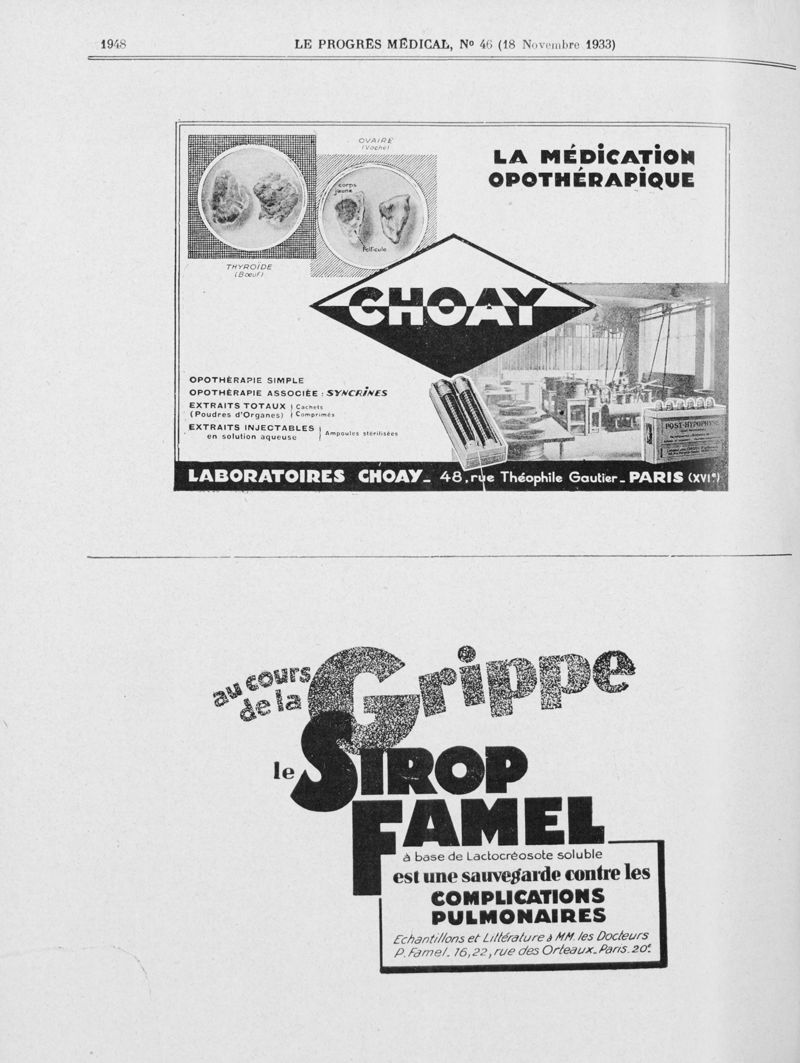 1948
LE PROGRÈS MÉDICAL, Nº 46 (18 Novembre 1933)
OVAIRE
(Vache)
corps
jaune
Follicule
THYROÏDE
(Bœuf)
LA MÉDICATION
OPOTHÉRAPIQUE
CHOAY
OPOTHÉRAPIE SIMPLE
OPOTHÉRAPIE ASSOCIÉE : SYNCRINES
EXTRAITS TOTAUX ( Cachets
(Poudres d'Organes) ( Comprimés
EXTRAITS INJECTABLES
en solution aqueuse
Ampoules stérilisées
POST-HYPOPHYSE
LABORATOIRES CHOAY_ 48, rue Théophile Gautier_ PARIS (XVIe)
au cours
de la Grippe
le SIROP
FAMEL
à base de Lactocréosote soluble
est une sauvegarde contre les
COMPLICATIONS
PULMONAIRES
Echantillons et Littérature à MM. les Docteurs
P. Famel_ 16, 22, rue des Orteaux_ Paris. 20e.